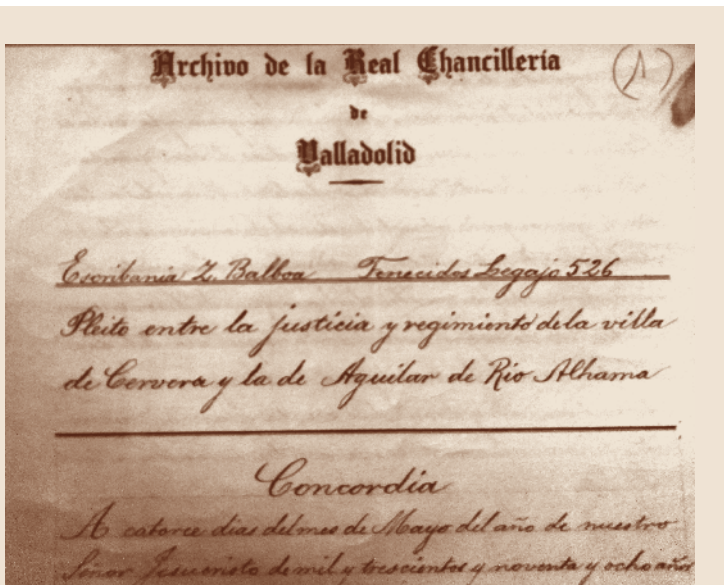 Archivo de la Real Chancillería
de
Valladolid
Escribania Z. Balboa Fenecidos Legajo 526
Pleito entre la justicia y regimiento de la villa
de Cervera y la de Aguilar de Río Alhama
Concordia
A catorce dias del mes de Mayo del año de nuestro
Señor Jesucristo de mil y trescientos y noventa y ocho años